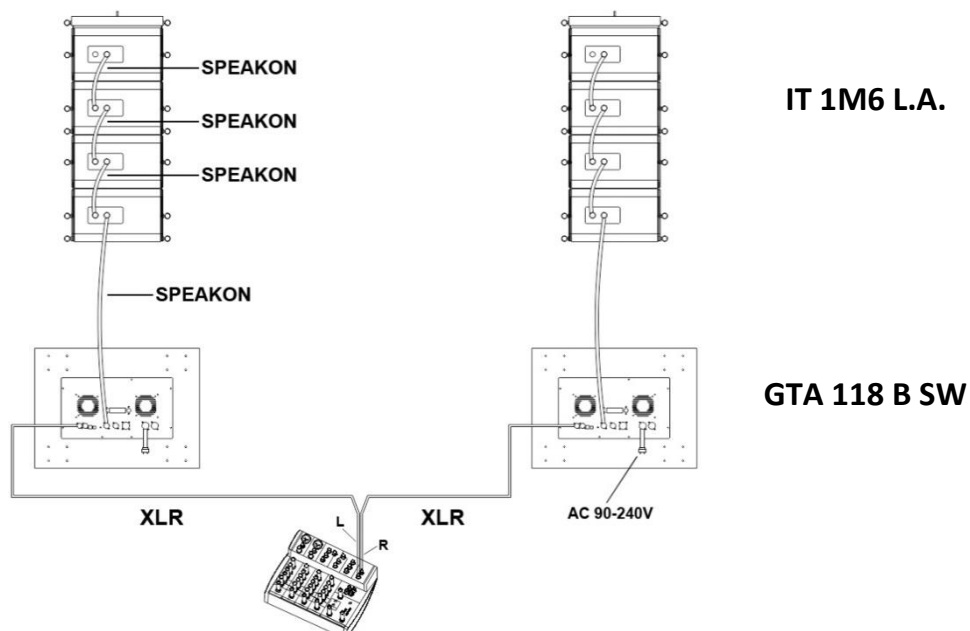 SPEAKON
IT 1M6 L.A.
SPEAKON
SPEAKON
SPEAKON
GTA 118 B SW
XLR
L
XLR
AC 90-240V
R